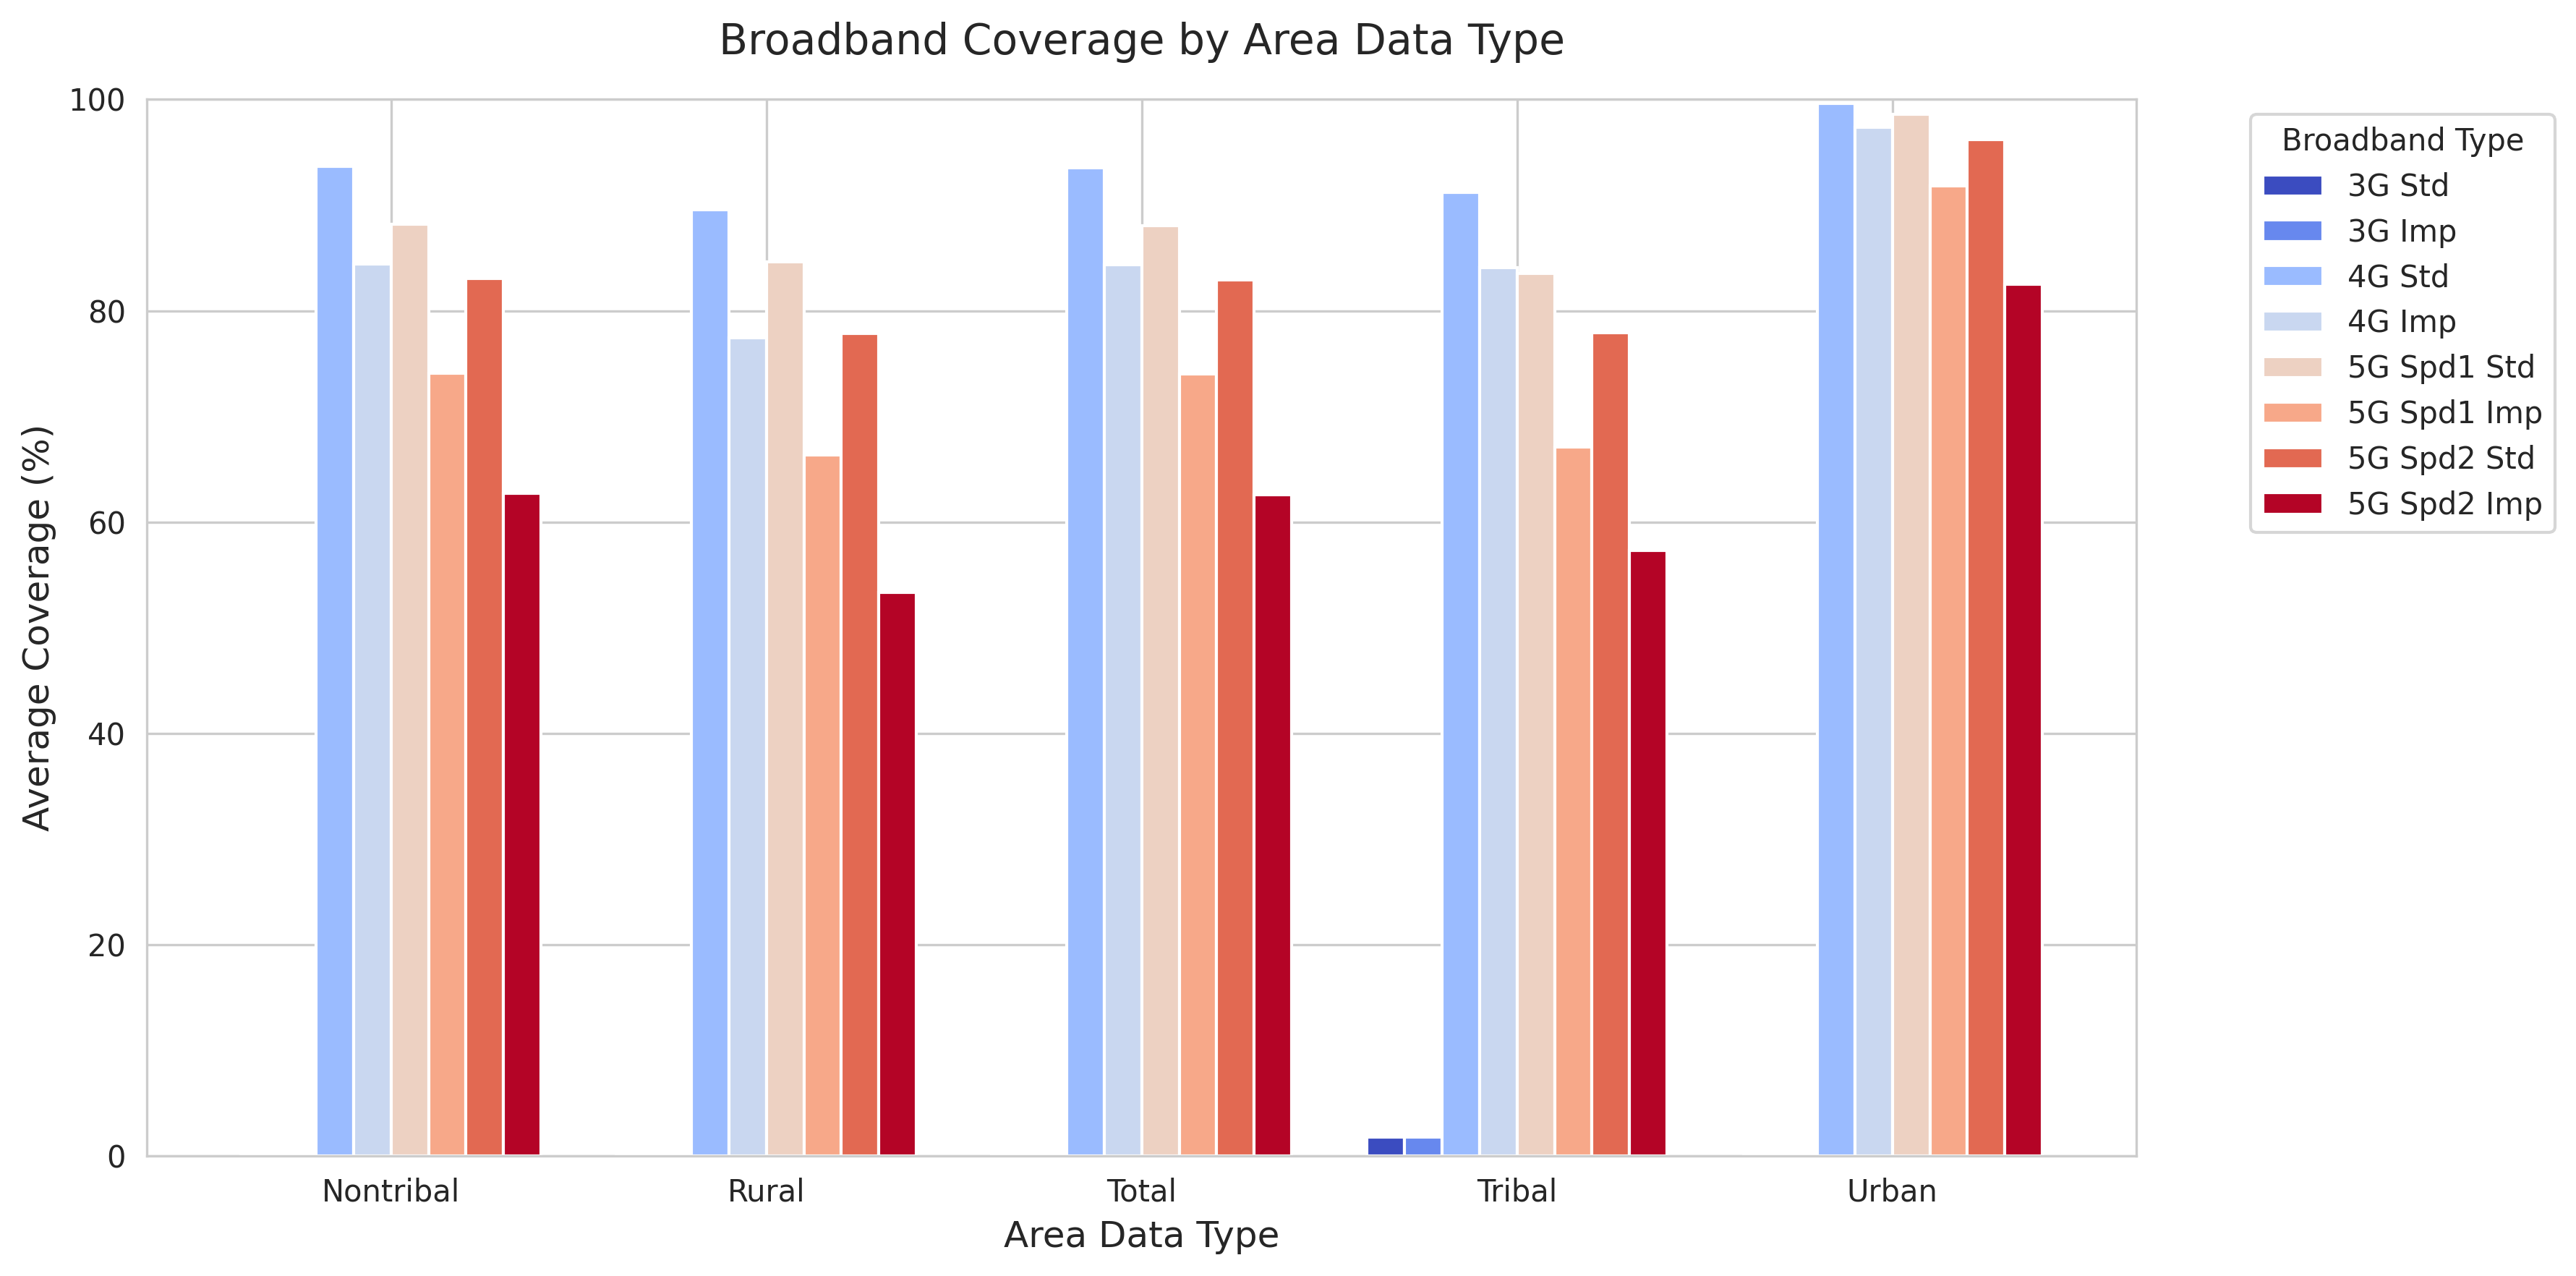 Broadband Coverage by Area Data Type
Average Coverage (%)
100
80
60
40
20
0
Nontribal
Rural
Total
Tribal
Urban
Area Data Type
Broadband Type
3G Std
3G Imp
4G Std
4G Imp
5G Spd1 Std
5G Spd1 Imp
5G Spd2 Std
5G Spd2 Imp